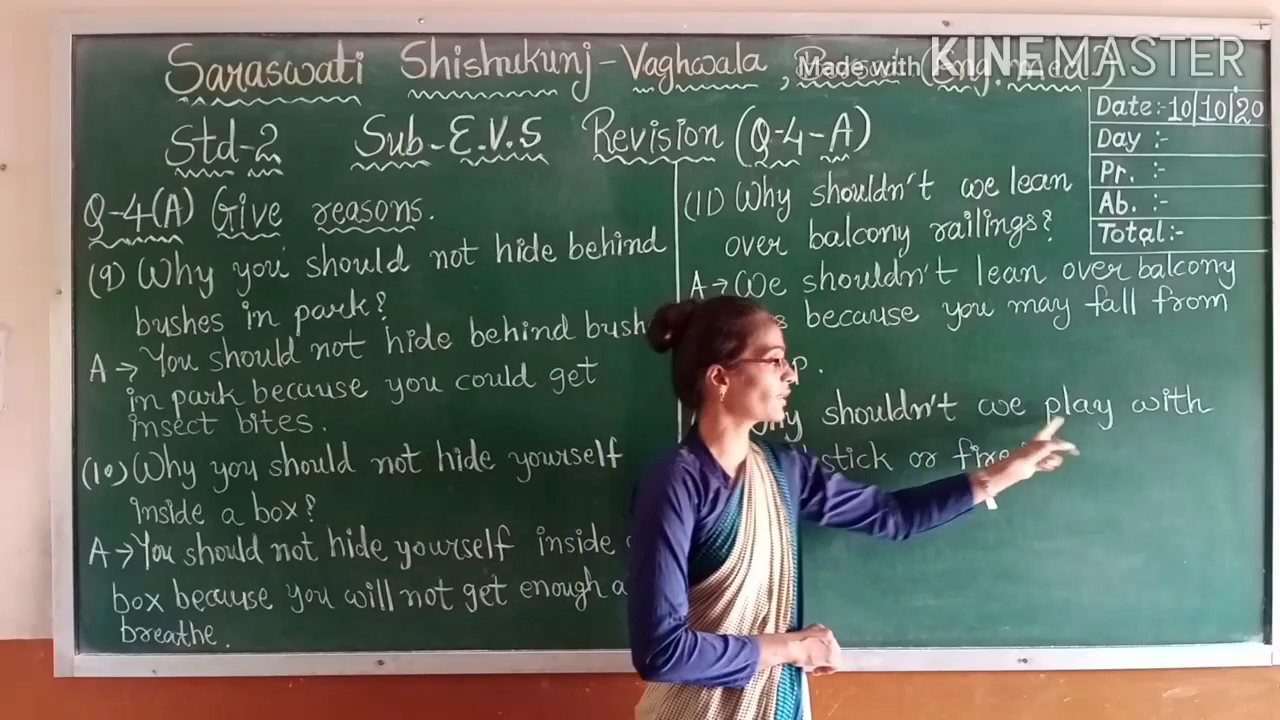 Saraswati Shishukunj-Vaghwala, (Eng. med.)
Made with KINEMASTER
Date:-10/10/20
Day :-
Pr. :-
Ab. :-
Total:-
Std-2 Sub-E.V.S Revision (Q-4-A)
Q-4(A) Give reasons.
(9) Why you should not hide behind
bushes in park?
A → You should not hide behind bush
in park because you could get
insect bites.
(10) Why you should not hide yourself
inside a box?
A → You should not hide yourself inside
box because you will not get enough a
breathe.
(11) Why shouldn't we lean
over balcony railings?
A → We shouldn't lean over balcony
because you may fall from
shouldn't we play with
stick or fire